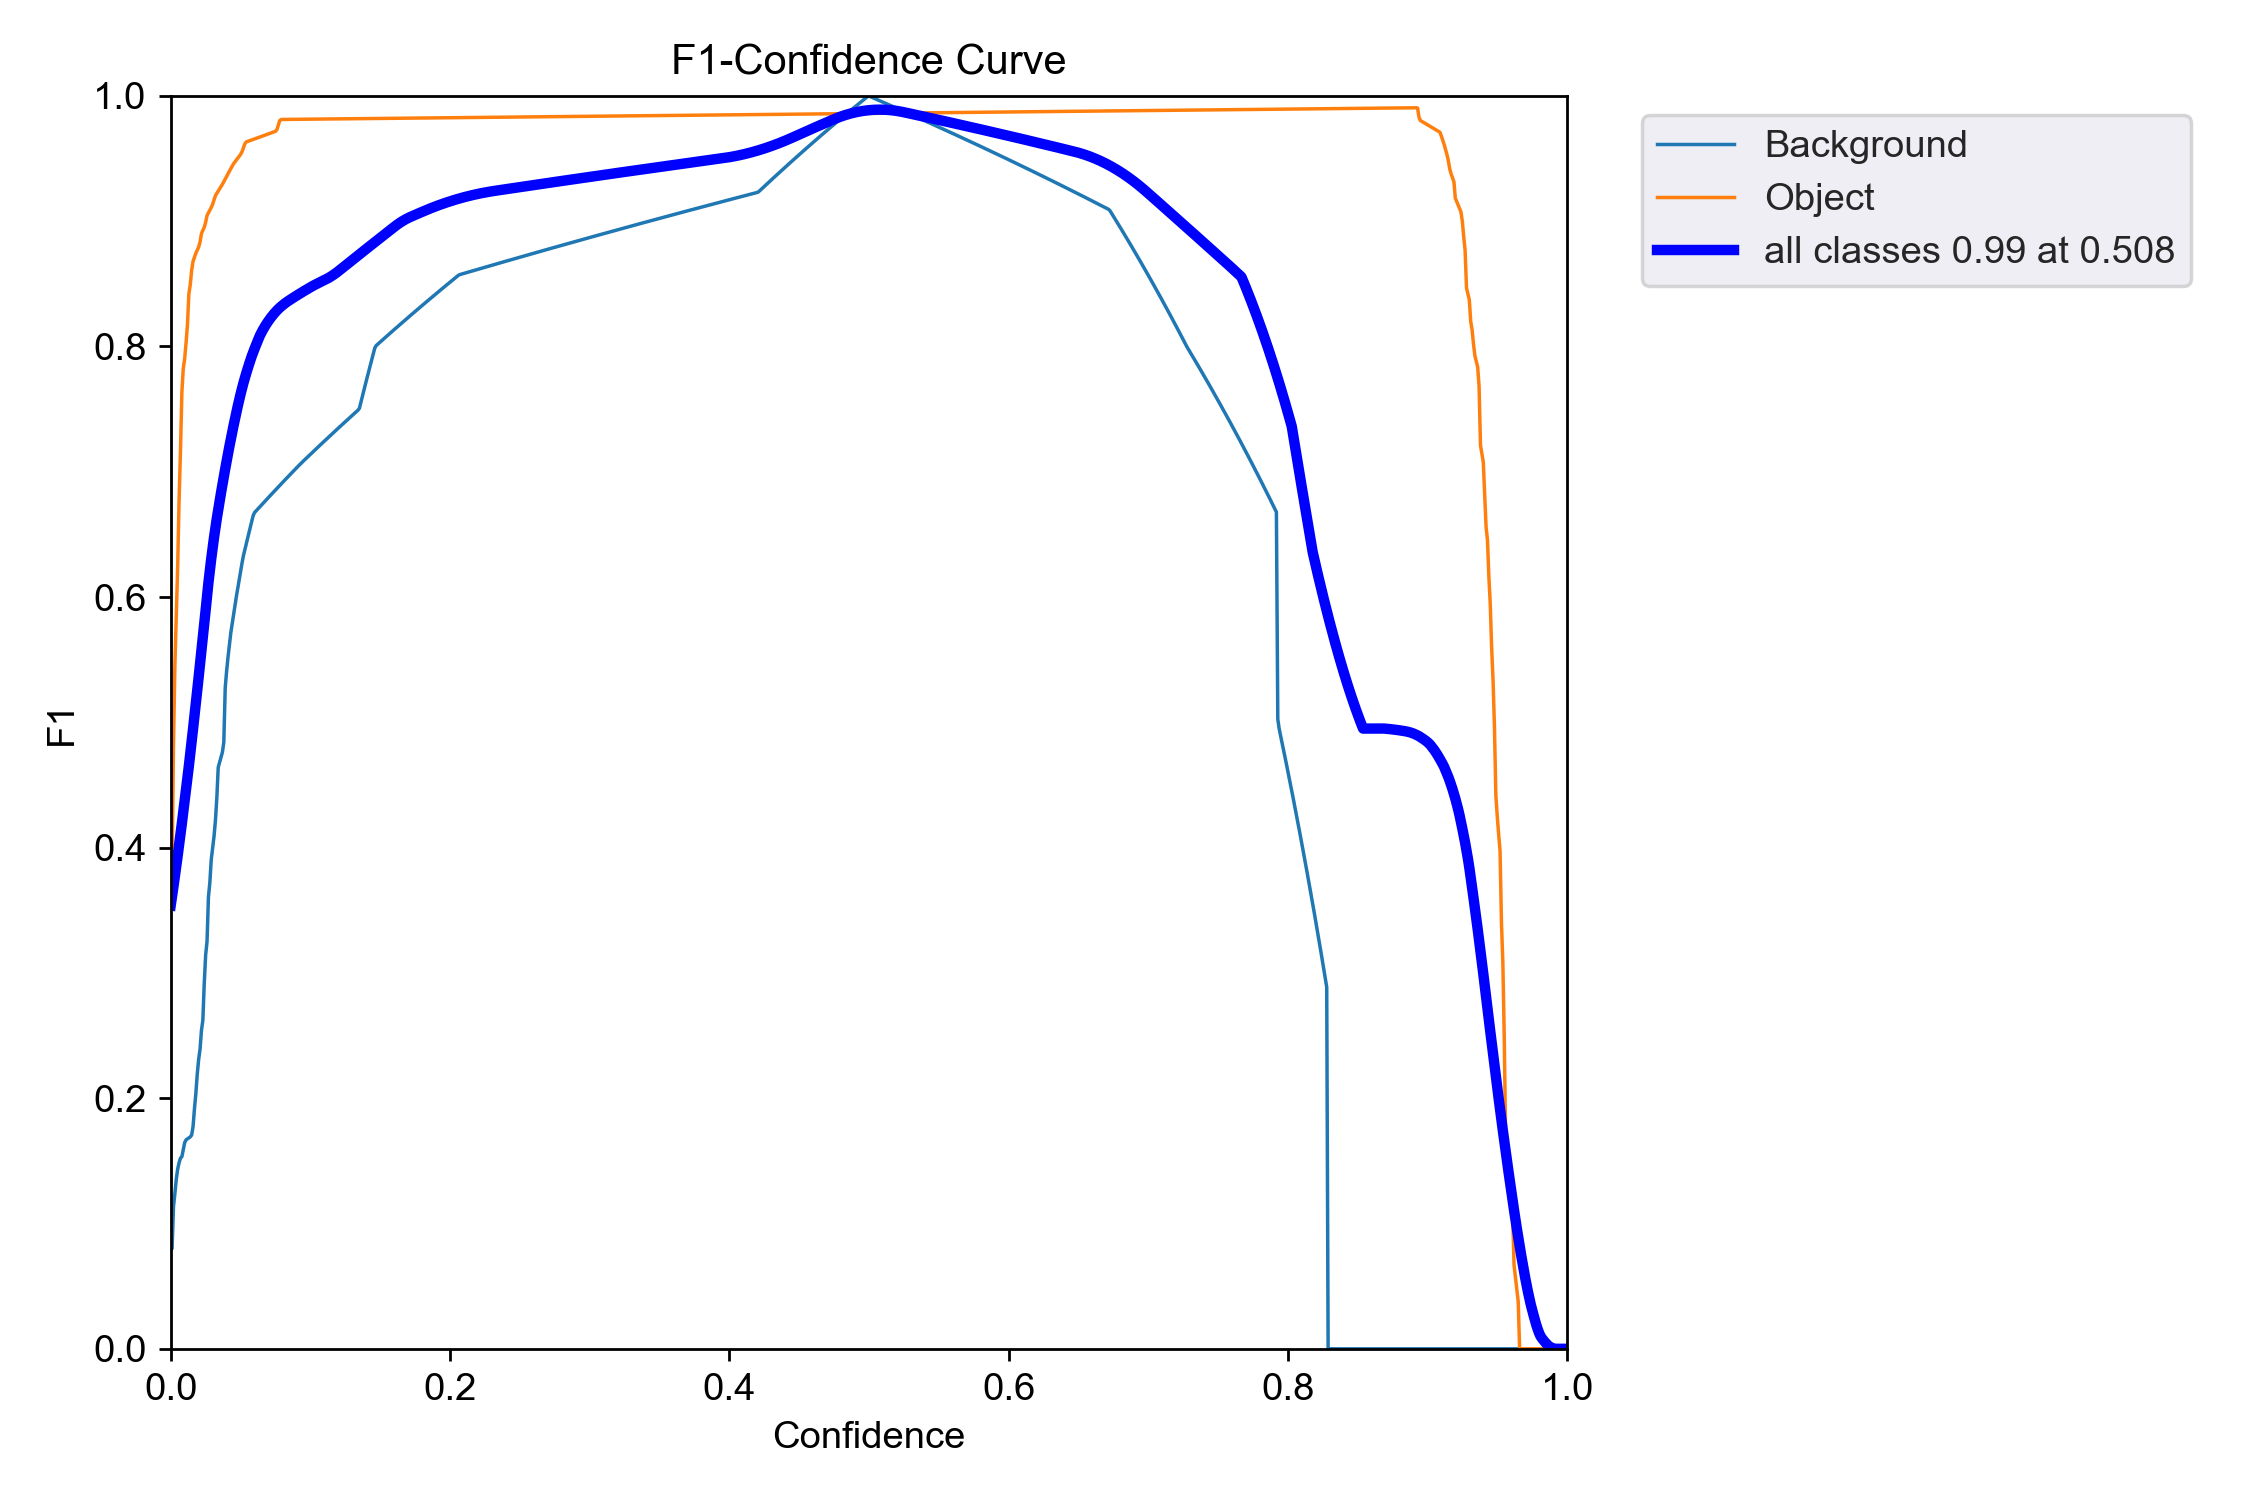 F1-Confidence Curve
1.0
0.8
0.6
0.4
0.2
0.0
F1
0.0 0.2 0.4 0.6 0.8 1.0
Confidence
Background
Object
all classes 0.99 at 0.508